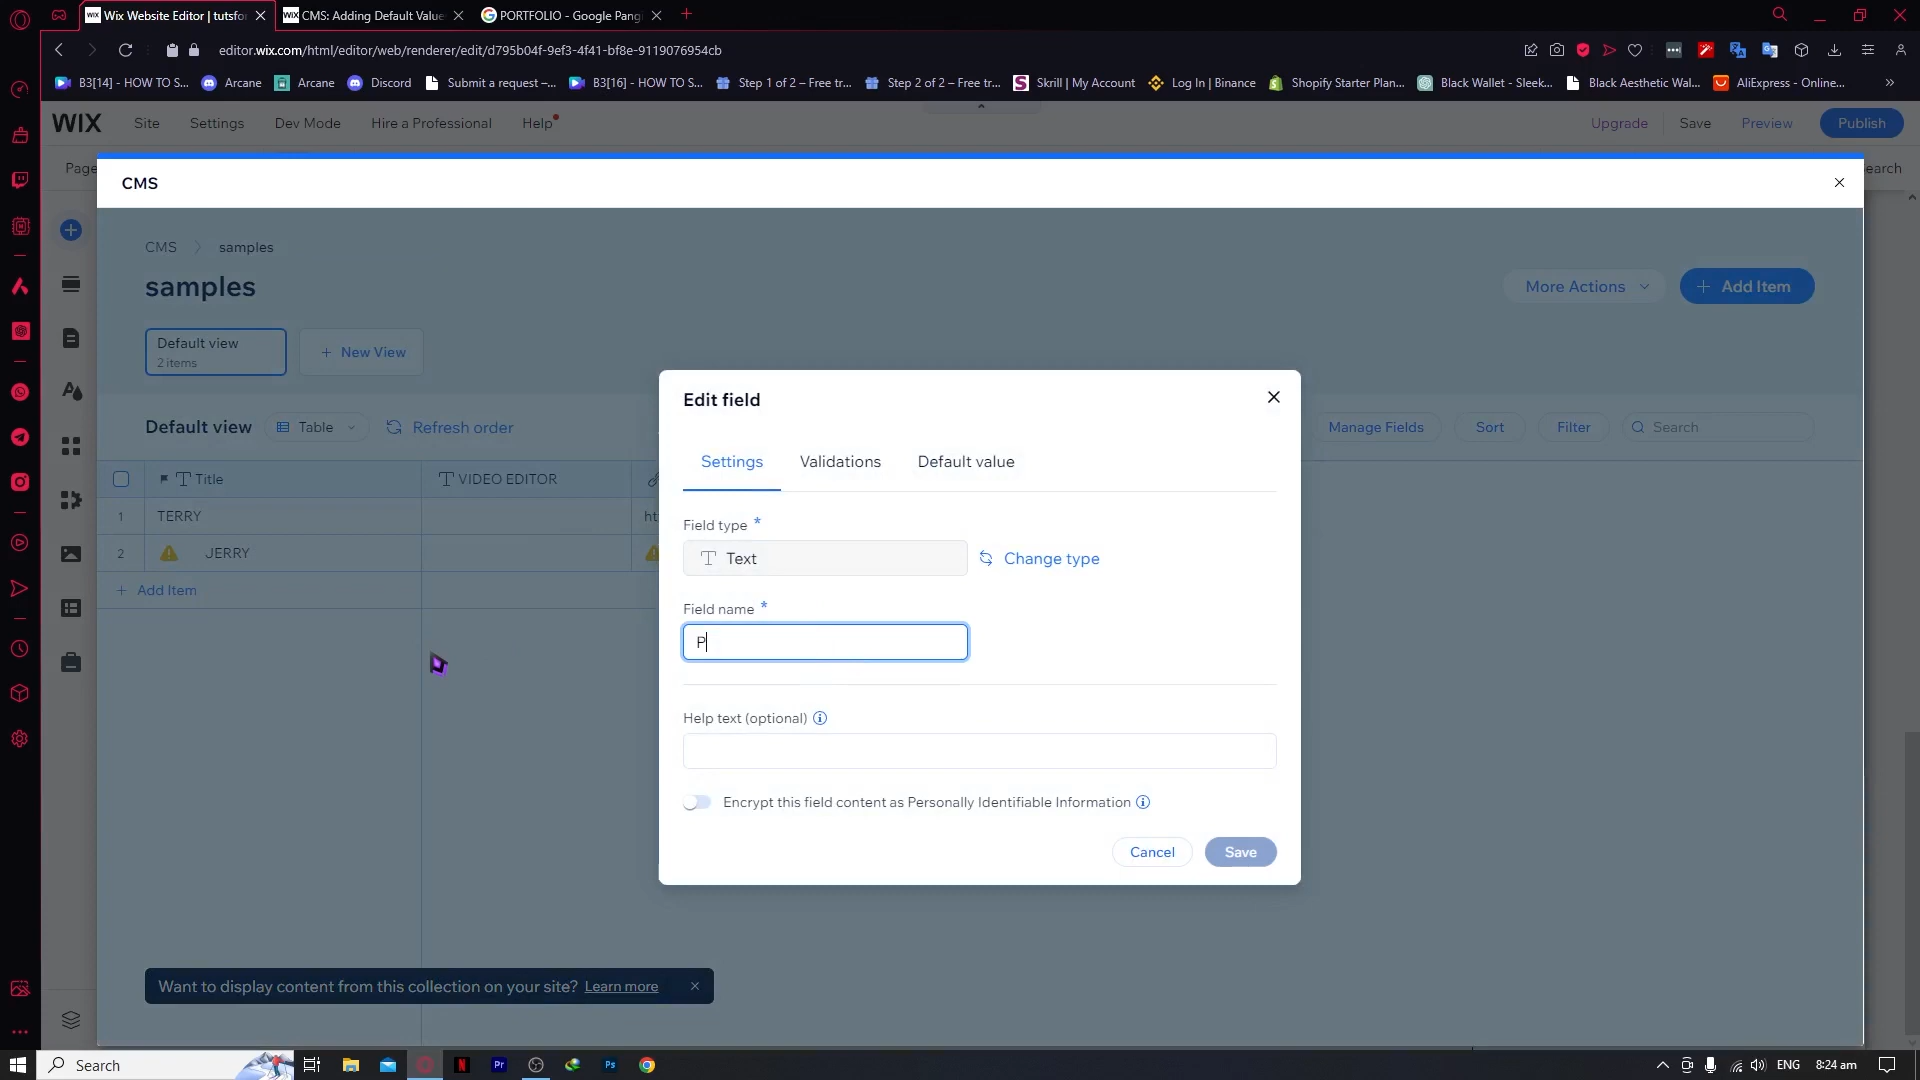 Wix Website Editor | tutsfor
CMS: Adding Default Value
PORTFOLIO - Google Pang
editor.wix.com/html/editor/web/renderer/edit/d795b04f-9ef3-4f41-bf8e-9119076954cb
B3[14] - HOW TO S...
Arcane
Arcane
Discord
Submit a request –...
B3[16] - HOW TO S...
Step 1 of 2 – Free tr...
Step 2 of 2 – Free tr...
Skrill | My Account
Log In | Binance
Shopify Starter Plan...
Black Wallet - Sleek...
Black Aesthetic Wal...
AliExpress - Online...
WIX
Site
Settings
Dev Mode
Hire a Professional
Help
Upgrade
Save
Preview
Publish
Page
earch
CMS
CMS
samples
samples
More Actions
Add Item
Default view
2 items
New View
Default view
Table
Refresh order
Manage Fields
Sort
Filter
Search
Title
VIDEO EDITOR
1
TERRY
ht
2
JERRY
Add Item
Edit field
Settings
Validations
Default value
Field type *
Text
Change type
Field name *
P
Help text (optional)
Encrypt this field content as Personally Identifiable Information
Cancel
Save
Want to display content from this collection on your site? Learn more
Search
ENG
8:24 am